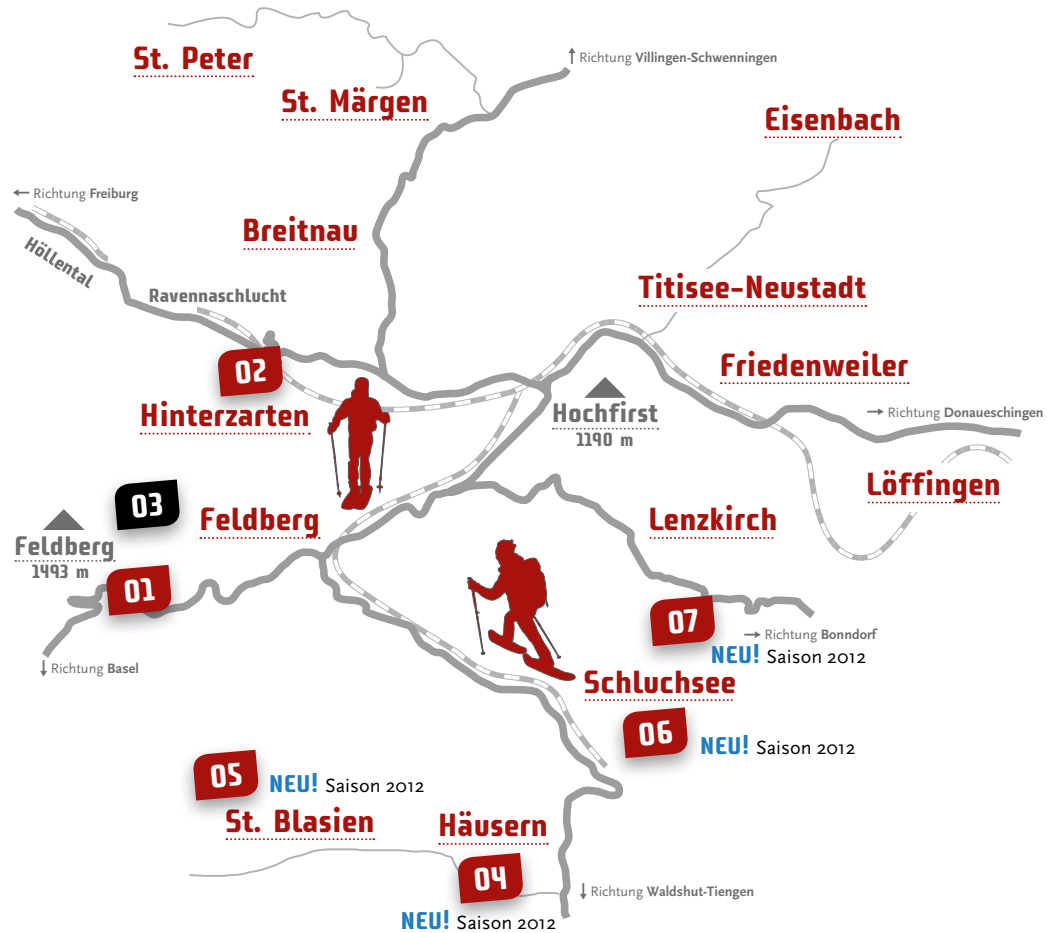 St. Peter
↑ Richtung Villingen-Schwenningen
St. Märgen
Eisenbach
← Richtung Freiburg
Höllental
Breitnau
Ravennaschlucht
Titisee-Neustadt
02
Friedenweiler
Hinterzarten
Hochfirst
1190 m
→ Richtung Donaueschingen
Löffingen
03
Feldberg
Lenzkirch
Feldberg
1493 m
01
07
→ Richtung Bonndorf
NEU! Saison 2012
↓ Richtung Basel
Schluchsee
06
NEU! Saison 2012
05
NEU! Saison 2012
St. Blasien
Häusern
04
↓ Richtung Waldshut-Tiengen
NEU! Saison 2012